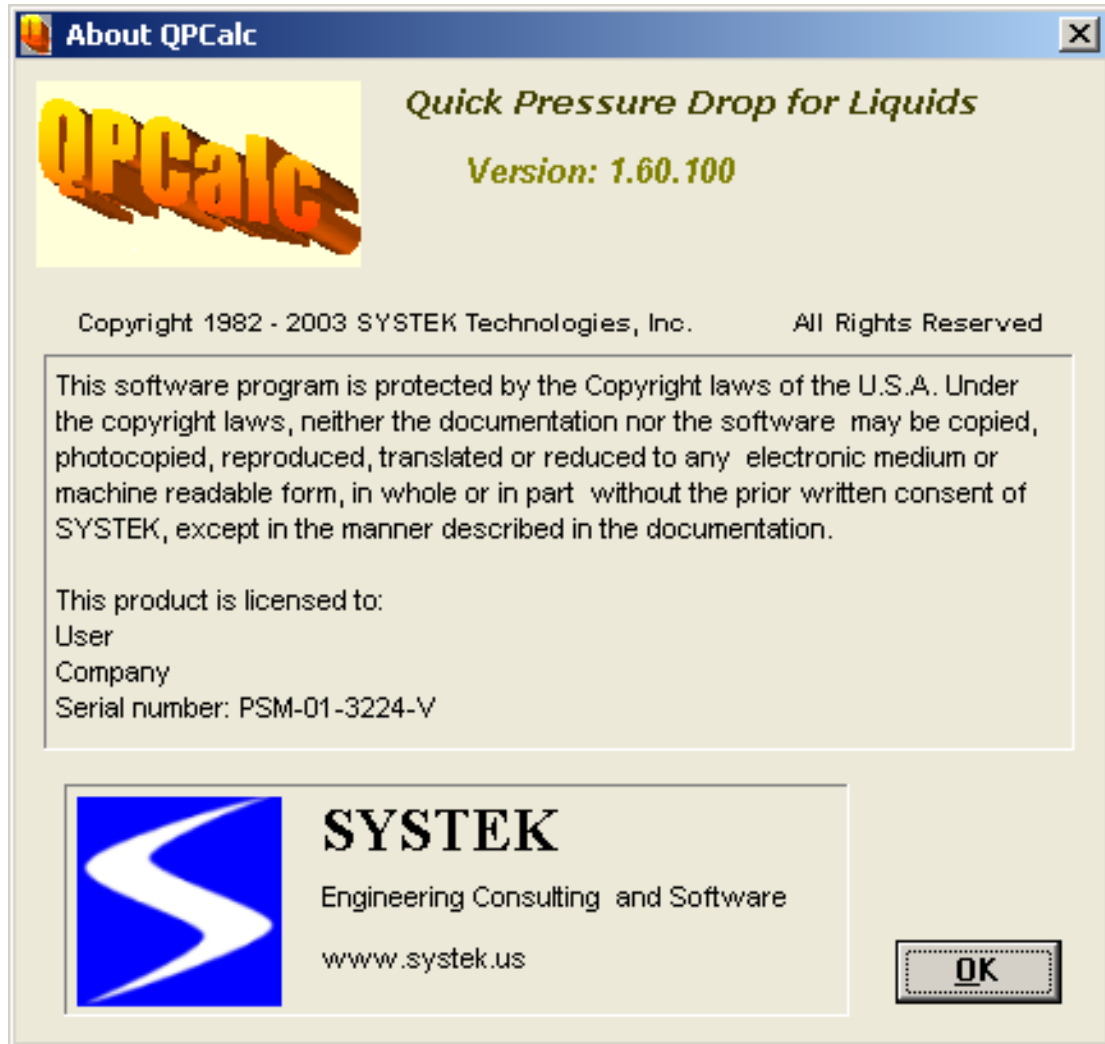 About QPCalc
QPCalc
Quick Pressure Drop for Liquids
Version: 1.60.100
Copyright 1982 - 2003 SYSTEK Technologies, Inc. All Rights Reserved
This software program is protected by the Copyright laws of the U.S.A. Under
the copyright laws, neither the documentation nor the software may be copied,
photocopied, reproduced, translated or reduced to any electronic medium or
machine readable form, in whole or in part without the prior written consent of
SYSTEK, except in the manner described in the documentation.
This product is licensed to:
User
Company
Serial number: PSM-01-3224-V
SYSTEK
Engineering Consulting and Software
www.systek.us
OK